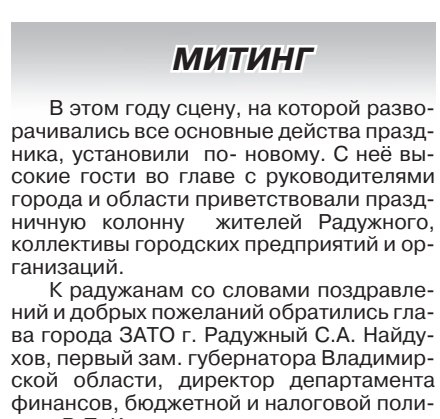 МИТИНГ
В этом году сцену, на которой разво-
рачивались все основные действа празд-
ника, установили по- новому. С неё вы-
сокие гости во главе с руководителями
города и области приветствовали празд-
ничную колонну жителей Радужного,
коллективы городских предприятий и ор-
ганизаций.
К радужанам со словами поздравле-
ний и добрых пожеланий обратились гла-
ва города ЗАТО г. Радужный С.А. Найду-
хов, первый зам. губернатора Владимир-
ской области, директор департамента
финансов, бюджетной и налоговой поли-